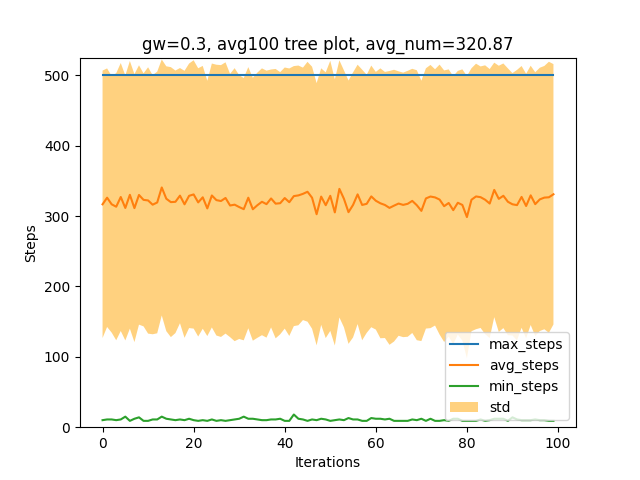 gw=0.3, avg100 tree plot, avg_num=320.87
500
400
300
200
100
0
Steps
max_steps
avg_steps
min_steps
std
0 20 40 60 80 100
Iterations